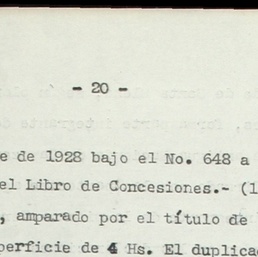 - 20 -
e de 1928 bajo el No. 648 a
el Libro de Concesiones.- (1
, amparado por el título de
perficie de 4 Hs. El duplica